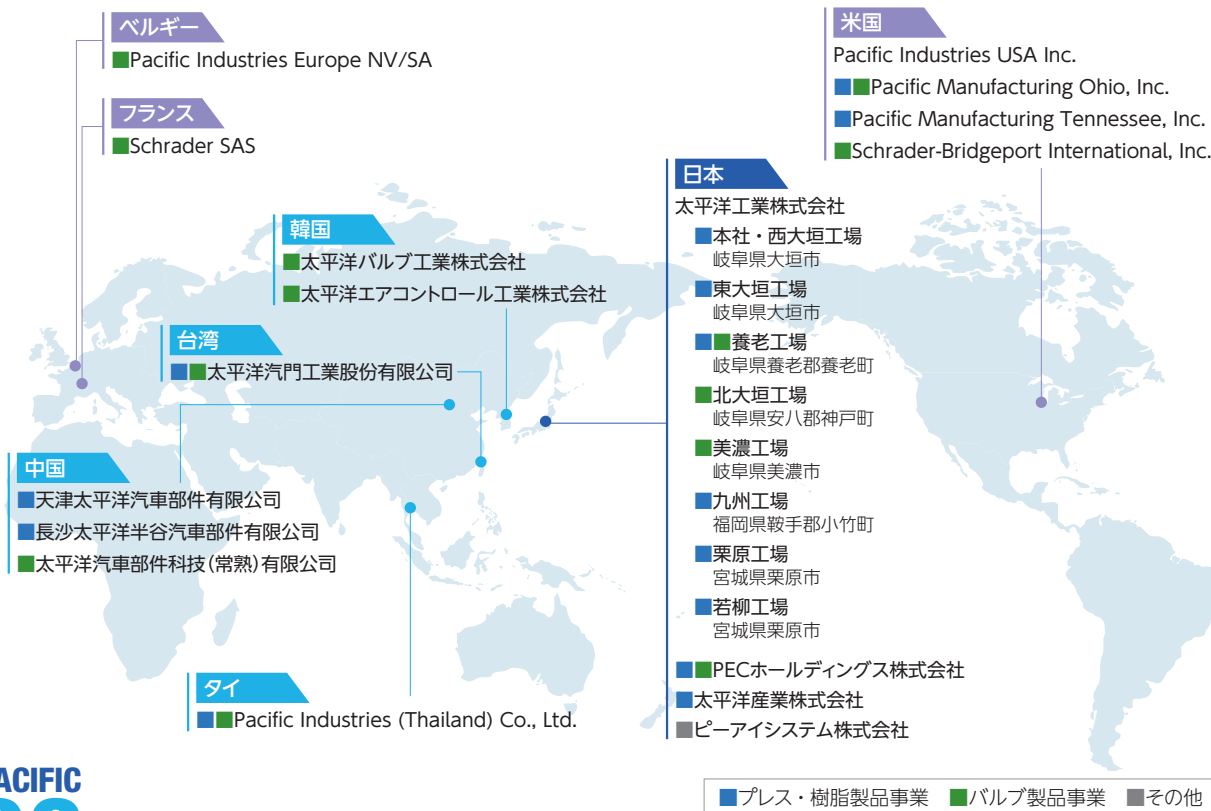 ベルギー
■Pacific Industries Europe NV/SA
フランス
■Schrader SAS
米国
Pacific Industries USA Inc.
■■Pacific Manufacturing Ohio, Inc.
■Pacific Manufacturing Tennessee, Inc.
■Schrader-Bridgeport International, Inc.
韓国
■太平洋バルブ工業株式会社
■太平洋エアコントロール工業株式会社
台湾
■■太平洋汽門工業股份有限公司
中国
■天津太平洋汽車部件有限公司
■長沙太平洋半谷汽車部件有限公司
■太平洋汽車部件科技(常熟)有限公司
タイ
■■Pacific Industries (Thailand) Co., Ltd.
日本
太平洋工業株式会社
■本社・西大垣工場
岐阜県大垣市
■東大垣工場
岐阜県大垣市
■■養老工場
岐阜県養老郡養老町
■北大垣工場
岐阜県安八郡神戸町
■美濃工場
岐阜県美濃市
■九州工場
福岡県鞍手郡小竹町
■栗原工場
宮城県栗原市
■若柳工場
宮城県栗原市
■■PECホールディングス株式会社
■太平洋産業株式会社
■ピーアイシステム株式会社
■プレス・樹脂製品事業 ■バルブ製品事業 ■その他
ACIFIC